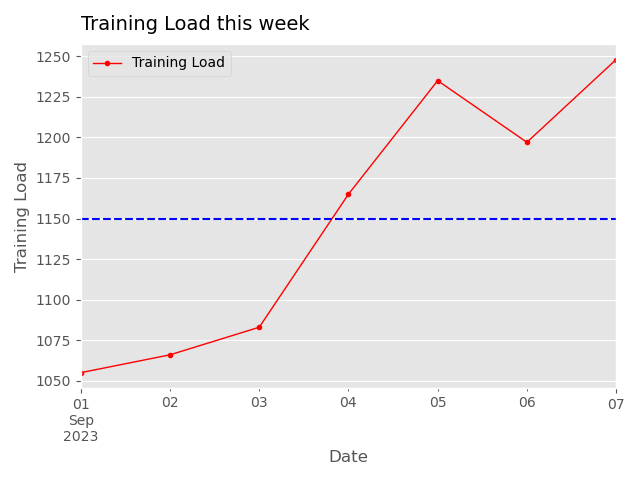 Training Load this week
Training Load
1250
1225
1200
1175
1150
1125
1100
1075
1050
Training Load
01 02 03 04 05 06 07
Sep
2023
Date